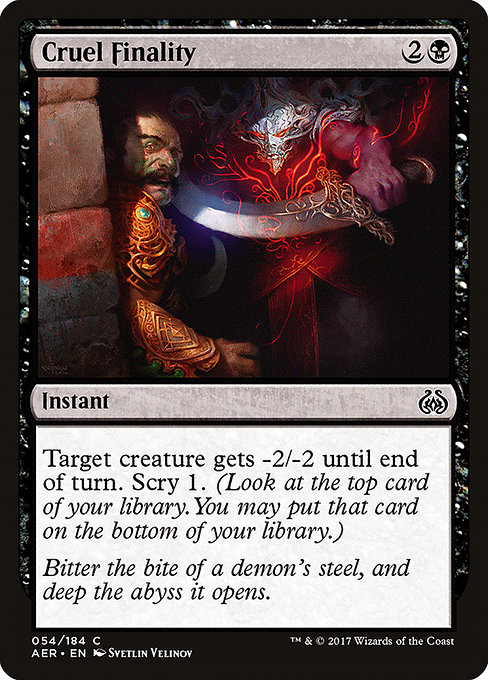 Cruel Finality 2
Instant
Target creature gets -2/-2 until end
of turn. Scry 1. (Look at the top card
of your library. You may put that card
on the bottom of your library.)
Bitter the bite of a demon's steel, and
deep the abyss it opens.
054/184 C
AER • EN Svetlin Velinov
™ & © 2017 Wizards of the Coast